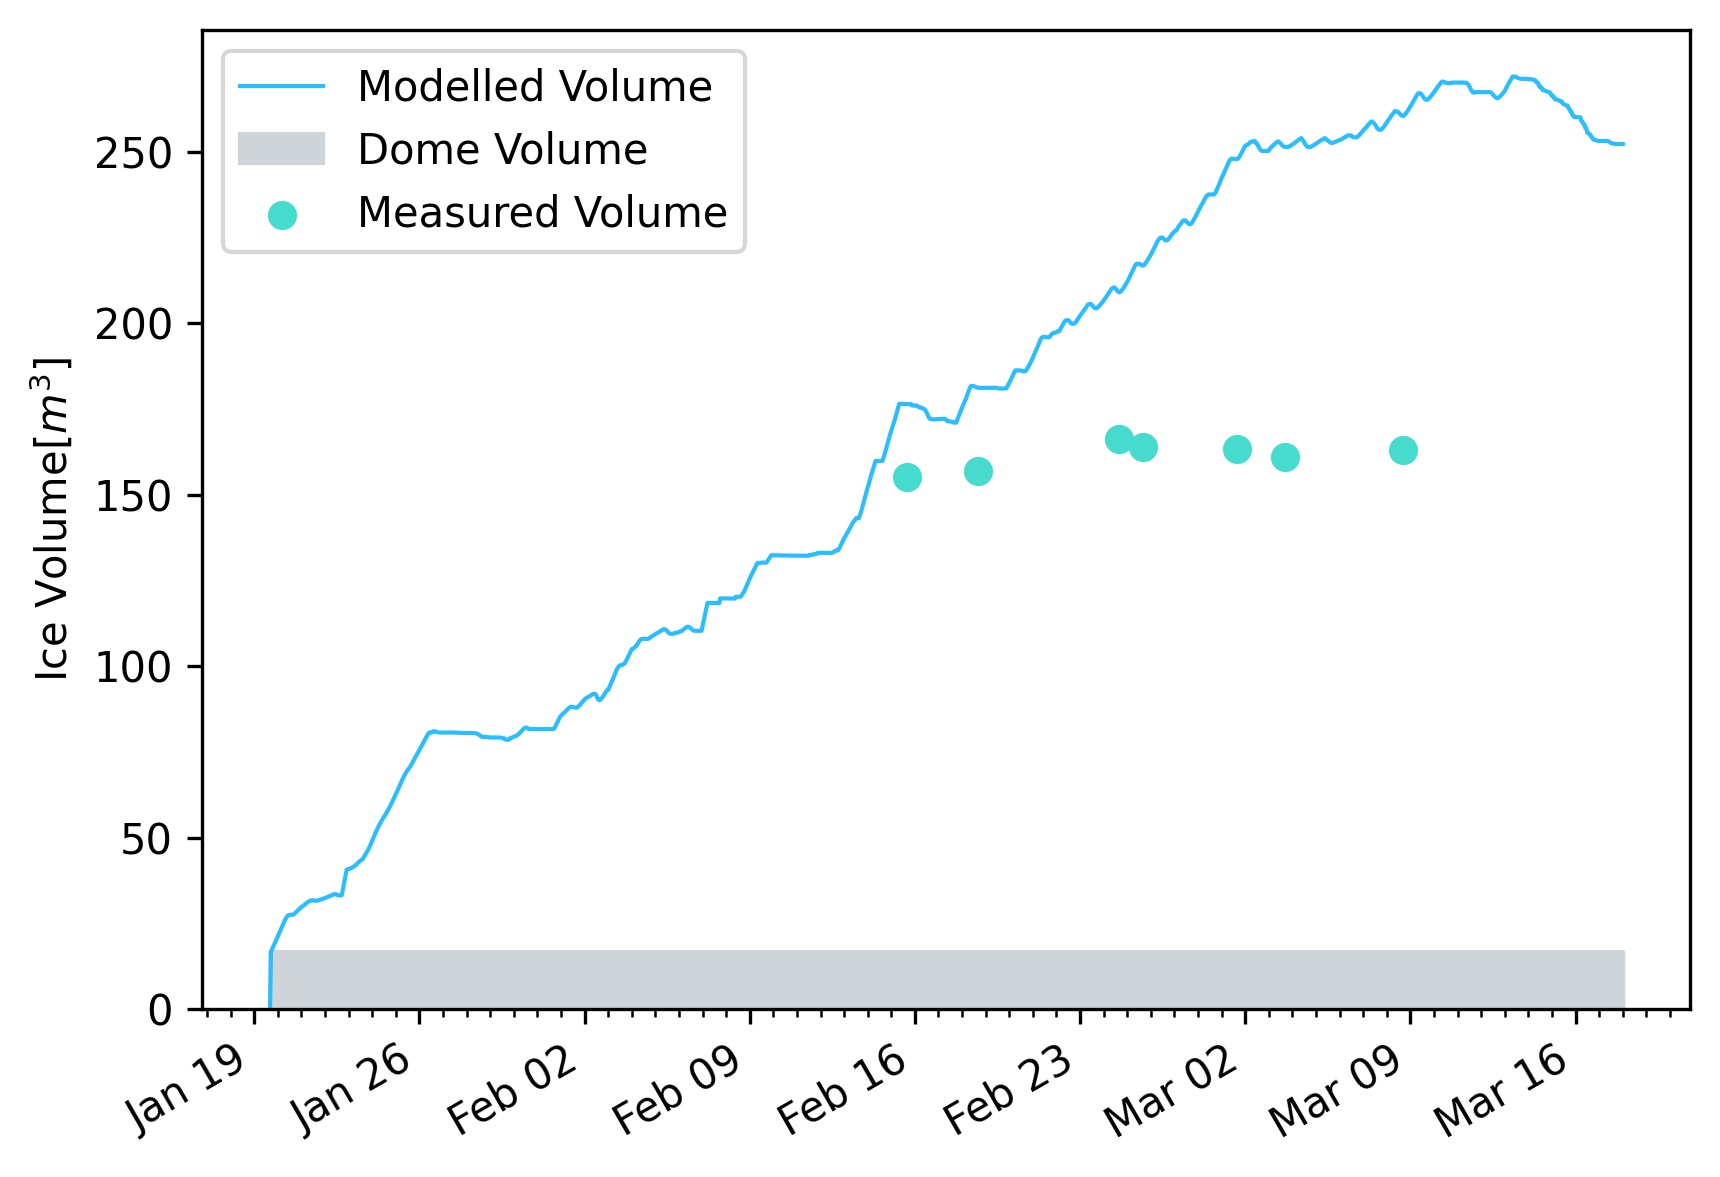 Modelled Volume
Dome Volume
Measured Volume
Ice Volume[m³]
250
200
150
100
50
0
Jan 19 Jan 26 Feb 02 Feb 09 Feb 16 Feb 23 Mar 02 Mar 09 Mar 16